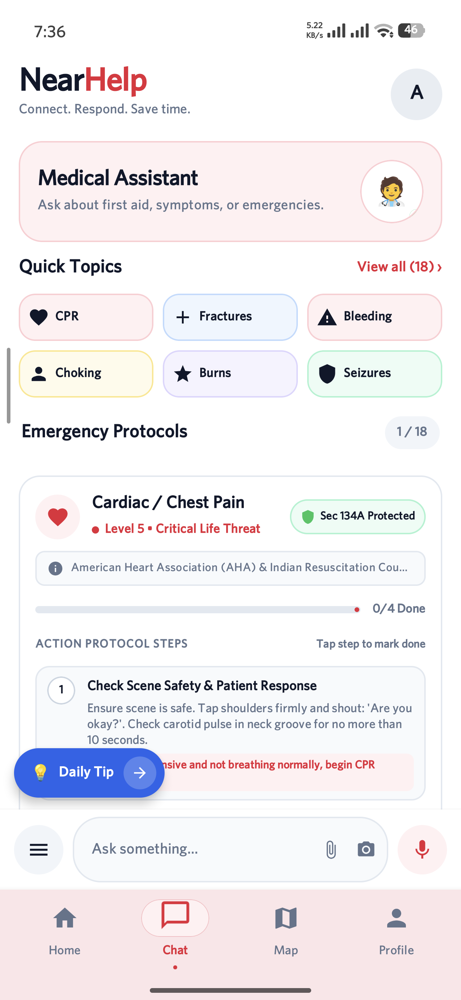 7:36
5.22
KB/s
46
NearHelp
Connect. Respond. Save time.
A
Medical Assistant
Ask about first aid, symptoms, or emergencies.
Quick Topics
View all (18) ›
CPR
Fractures
Bleeding
Choking
Burns
Seizures
Emergency Protocols
1 / 18
Cardiac / Chest Pain
Level 5 • Critical Life Threat
Sec 134A Protected
American Heart Association (AHA) & Indian Resuscitation Cou...
0/4 Done
ACTION PROTOCOL STEPS
Tap step to mark done
1
Check Scene Safety & Patient Response
Ensure scene is safe. Tap shoulders firmly and shout: 'Are you
okay?'. Check carotid pulse in neck groove for no more than
10 seconds.
and not breathing normally, begin CPR
Daily Tip
Ask something...
Home
Chat
Map
Profile